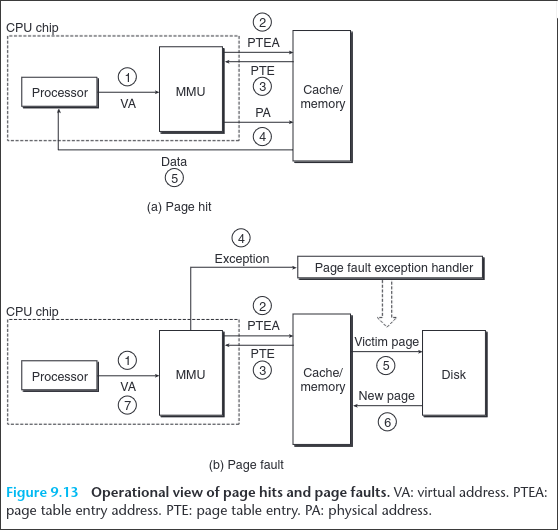 CPU chip
②
PTEA
①
Processor
MMU
Cache/
memory
VA
PTE
③
PA
④
Data
⑤
(a) Page hit
④
Exception
Page fault exception handler
CPU chip
②
PTEA
①
Processor
MMU
Cache/
memory
VA
⑦
PTE
③
Victim page
⑤
Disk
New page
⑥
(b) Page fault
Figure 9.13 Operational view of page hits and page faults. VA: virtual address. PTEA:
page table entry address. PTE: page table entry. PA: physical address.